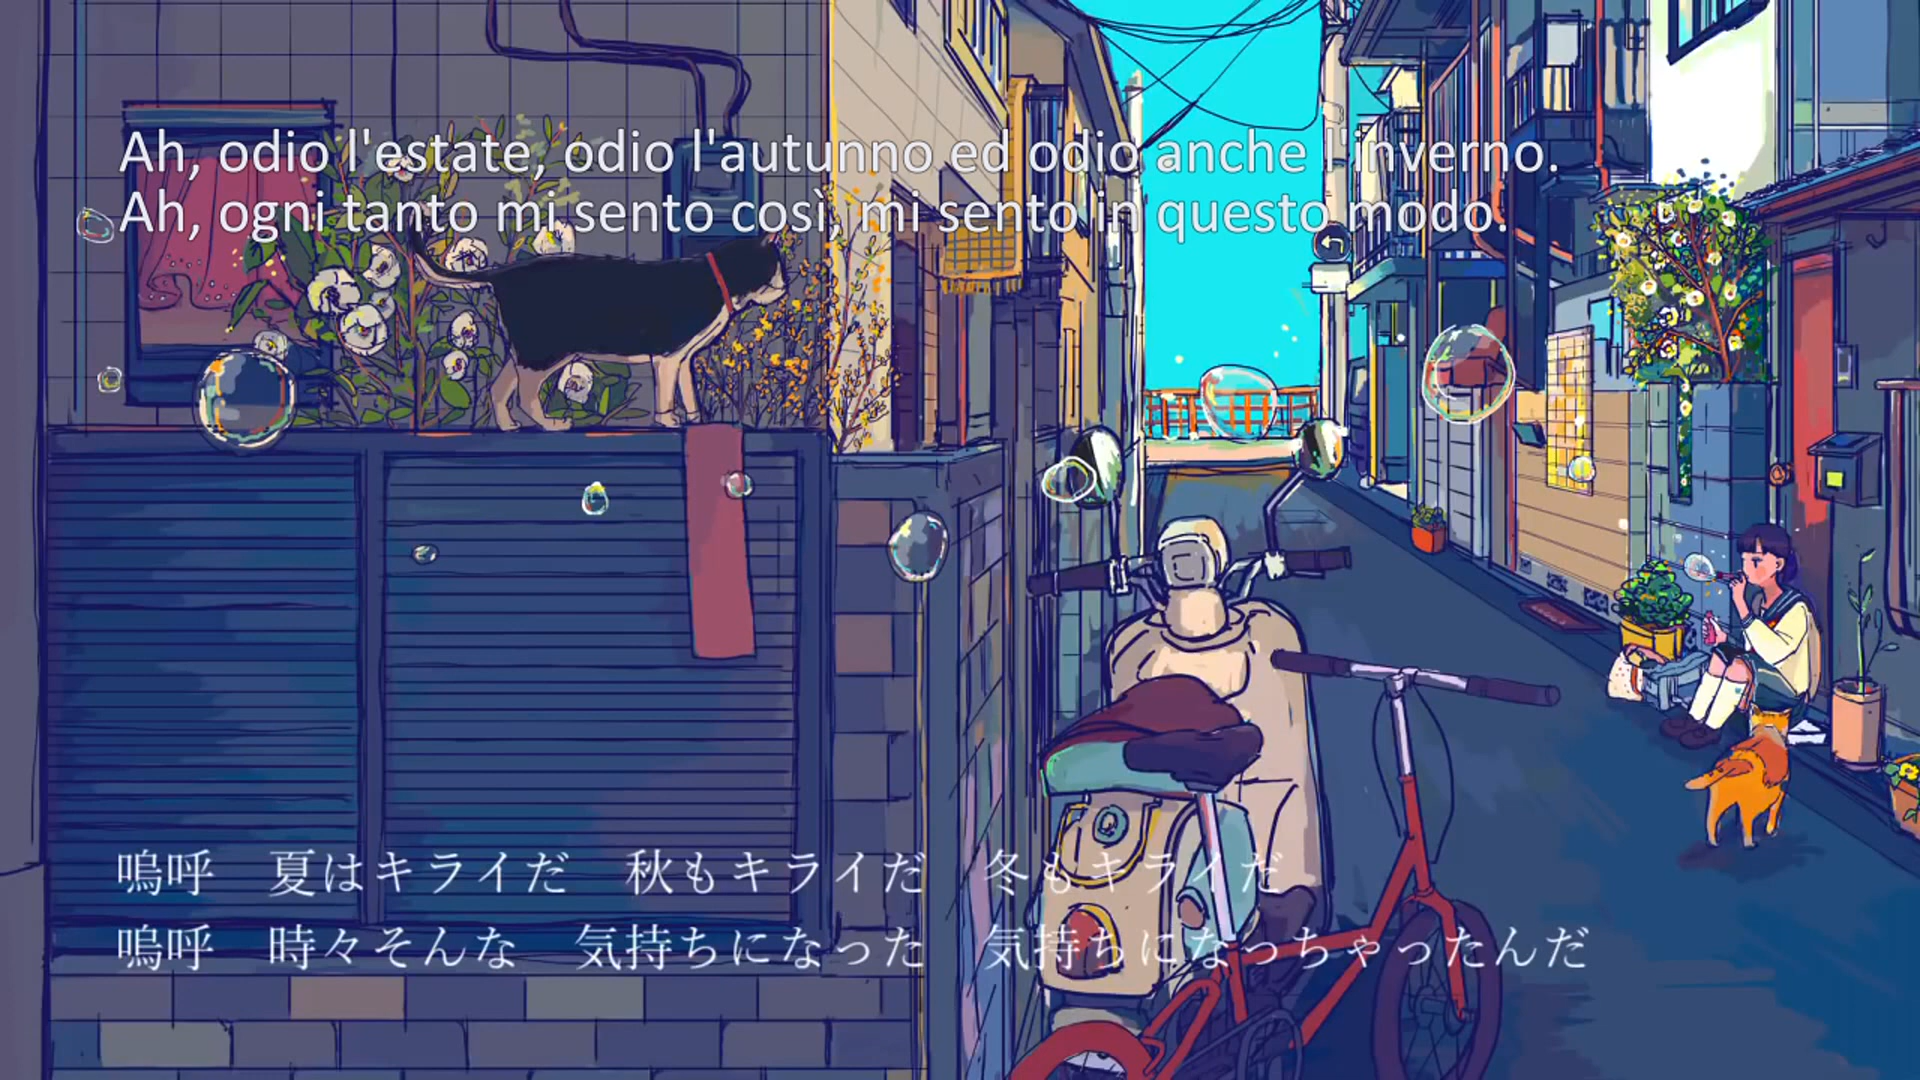 Ah, odio l'estate, odio l'autunno ed odio anche l'inverno.
Ah, ogni tanto mi sento così, mi sento in questo modo.
嗚呼　夏はキライだ　秋もキライだ　冬もキライだ
嗚呼　時々そんな　気持ちになった　気持ちになっちゃったんだ